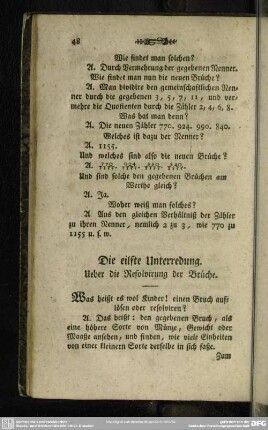 48
Wie findet man solchen?
A. Durch Vermehrung der gegebenen Nenner.
Wie findet man nun die neuen Brüche?
A. Man dividire den gemeinschaftlichen Nen-
ner durch die gegebenen 3, 5, 7, 11, und ver-
mehre die Quotienten durch die Zähler 2, 4, 6, 8.
Was hat man denn?
A. Die neuen Zähler 770. 924. 990. 840.
Welches ist dazu der Nenner?
A. 1155.
Und welches sind also die neuen Brüche?
A.
Und sind solche den gegebenen Brüchen am
Werthe gleich?
A. Ja.
Woher weiß man solches?
A Aus den gleichen Verhältniß der Zähler
zu ihren Nenner, nemlich 2 zu 3, wie 770 zu
1155 u. s. w.
Die eilfte Unterredung.
Ueber die Resolvirung der Brüche.
Was heißt es wol Kinder! einen Bruch auf-
lösen oder resolviren?
A. Das heißt: den gegebenen Bruch, als
eine höhere Sorte von Münze, Gewicht oder
Maaße ansehen, und finden, wie viele Einheiten
von einer kleinern Sorte derselbe in sich fasse.
Zum